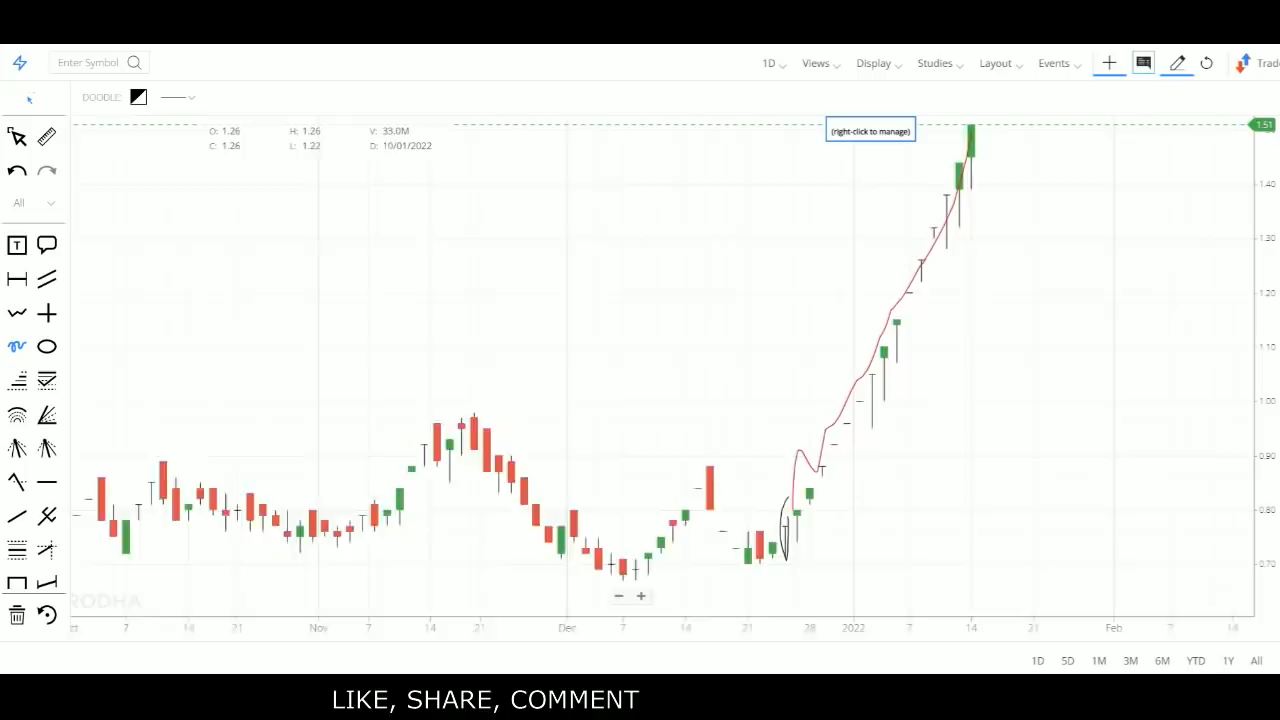 Enter Symbol
1D Views Display Studies Layout Events Trad
DOODLE:
(right-click to manage)
1.51
O: 1.26 H: 1.26 V: 33.0M
C: 1.26 L: 1.22 D: 10/01/2022
1.40
All
1.30
1.20
1.10
1.00
0.90
0.80
0.70
RODHA
ct 7 14 21 Nov 7 14 21 Dec 7 14 21 28 2022 7 14 21 Feb 7 14
1D 5D 1M 3M 6M YTD 1Y All
LIKE, SHARE, COMMENT